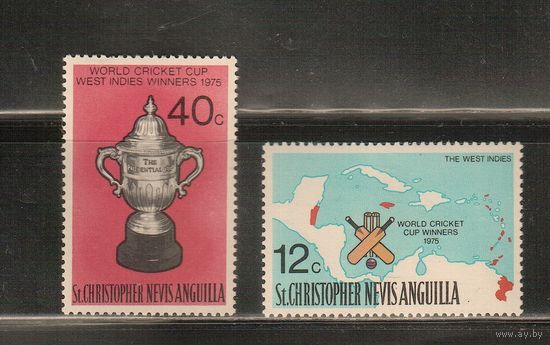 WORLD CRICKET CUP
WEST INDIES WINNERS 1975
40c
THE
PRUDENTIAL CUP
St.CHRISTOPHER NEVIS ANGUILLA
THE WEST INDIES
WORLD CRICKET
CUP WINNERS
1975
12c
St.CHRISTOPHER NEVIS ANGUILLA
www.ay.by